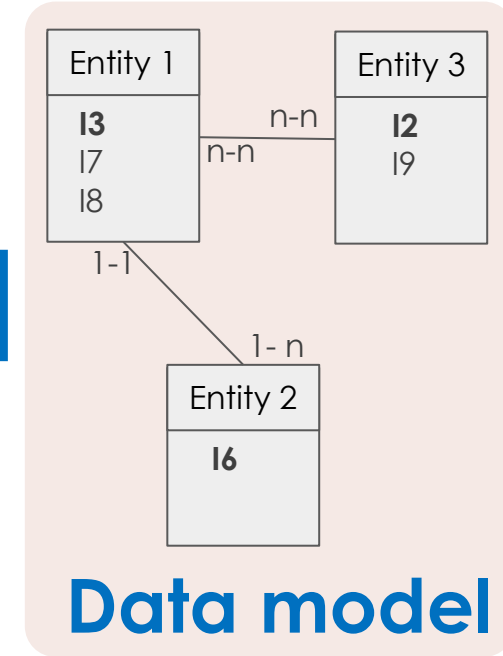 Entity 1
I3
I7
I8
n-n
n-n
Entity 3
I2
I9
1-1
1- n
Entity 2
I6
Data model